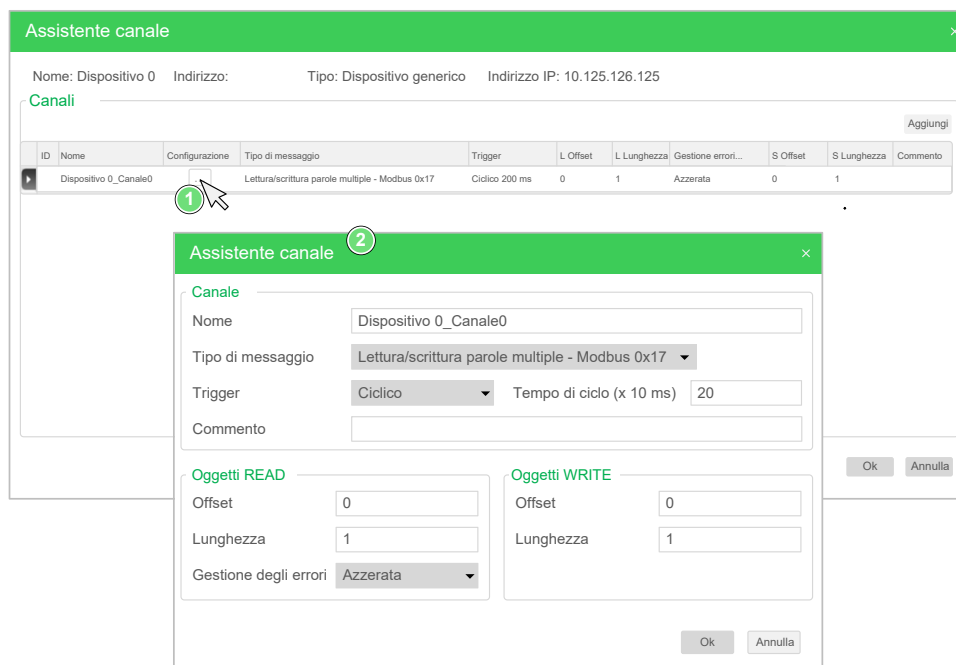 Assistente canale ×
Nome: Dispositivo 0 Indirizzo: Tipo: Dispositivo generico Indirizzo IP: 10.125.126.125
Canali
Aggiungi
ID Nome Configurazione Tipo di messaggio Trigger L Offset L Lunghezza Gestione errori... S Offset S Lunghezza Commento
Dispositivo 0_Canale0 ... Lettura/scrittura parole multiple - Modbus 0x17 Ciclico 200 ms 0 1 Azzerata 0 1
1
2
Assistente canale ×
Canale
Nome Dispositivo 0_Canale0
Tipo di messaggio Lettura/scrittura parole multiple - Modbus 0x17
Trigger Ciclico Tempo di ciclo (x 10 ms) 20
Commento
Ok Annulla
Oggetti READ
Offset 0
Lunghezza 1
Gestione degli errori Azzerata
Oggetti WRITE
Offset 0
Lunghezza 1
Ok Annulla